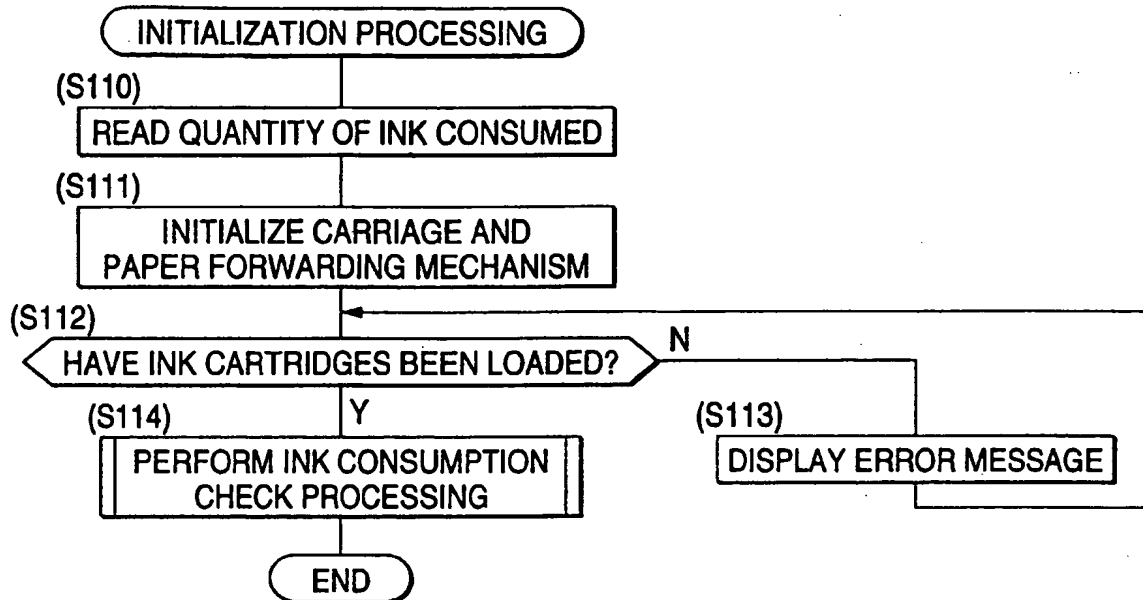 INITIALIZATION PROCESSING
(S110)
READ QUANTITY OF INK CONSUMED
(S111)
INITIALIZE CARRIAGE AND
PAPER FORWARDING MECHANISM
(S112)
HAVE INK CARTRIDGES BEEN LOADED?
N
Y
(S114)
PERFORM INK CONSUMPTION
CHECK PROCESSING
(S113)
DISPLAY ERROR MESSAGE
END